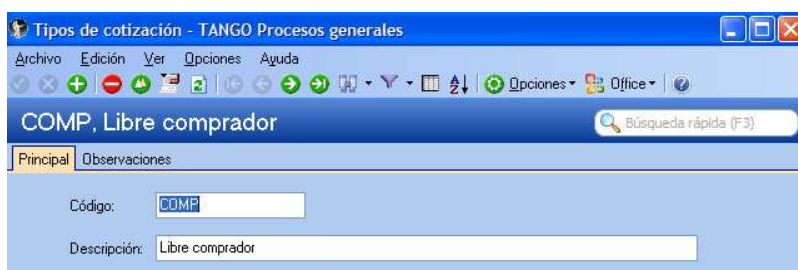 Tipos de cotización - TANGO Procesos generales
Archivo Edición Ver Opciones Ayuda
Opciones Office
COMP, Libre comprador
Búsqueda rápida (F3)
Principal Observaciones
Código: COMP
Descripción: Libre comprador